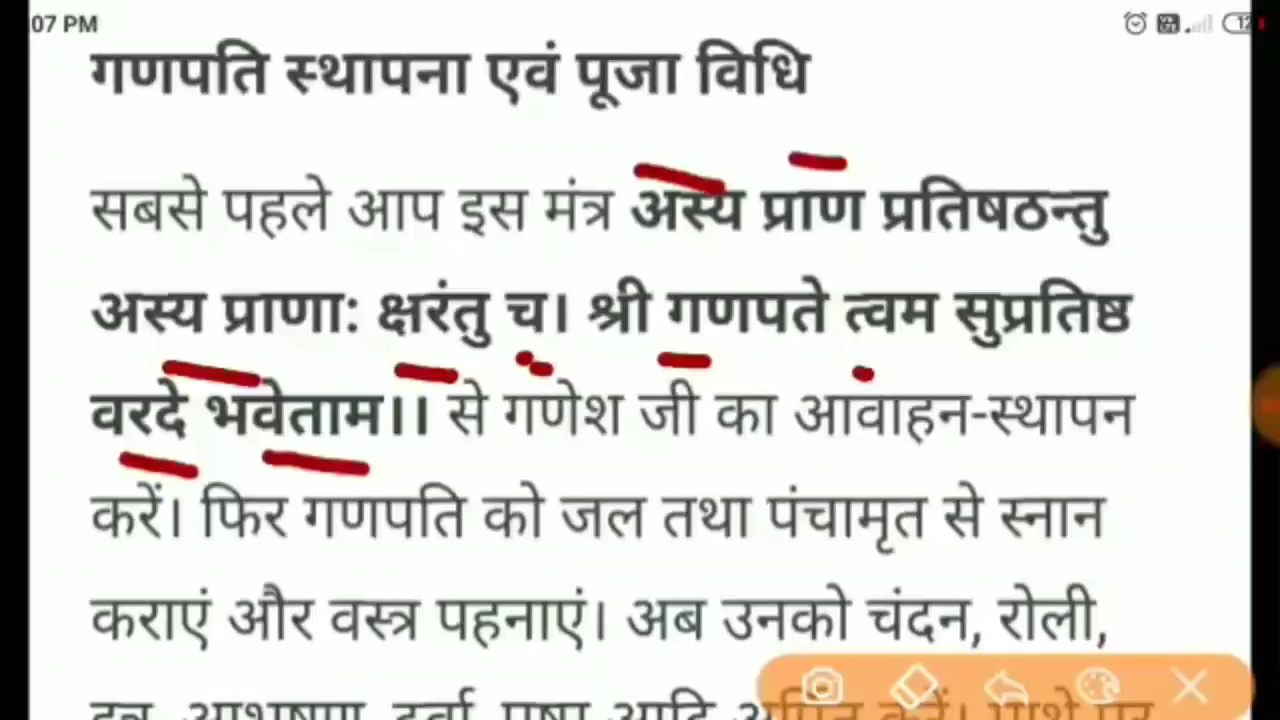 07 PM
गणपति स्थापना एवं पूजा विधि
सबसे पहले आप इस मंत्र अस्य प्राण प्रतिषठन्तु
अस्य प्राणा: क्षरंतु च। श्री गणपते त्वम सुप्रतिष्ठ
वरदे भवेताम।। से गणेश जी का आवाहन-स्थापन
करें। फिर गणपति को जल तथा पंचामृत से स्नान
कराएं और वस्त्र पहनाएं। अब उनको चंदन, रोली,